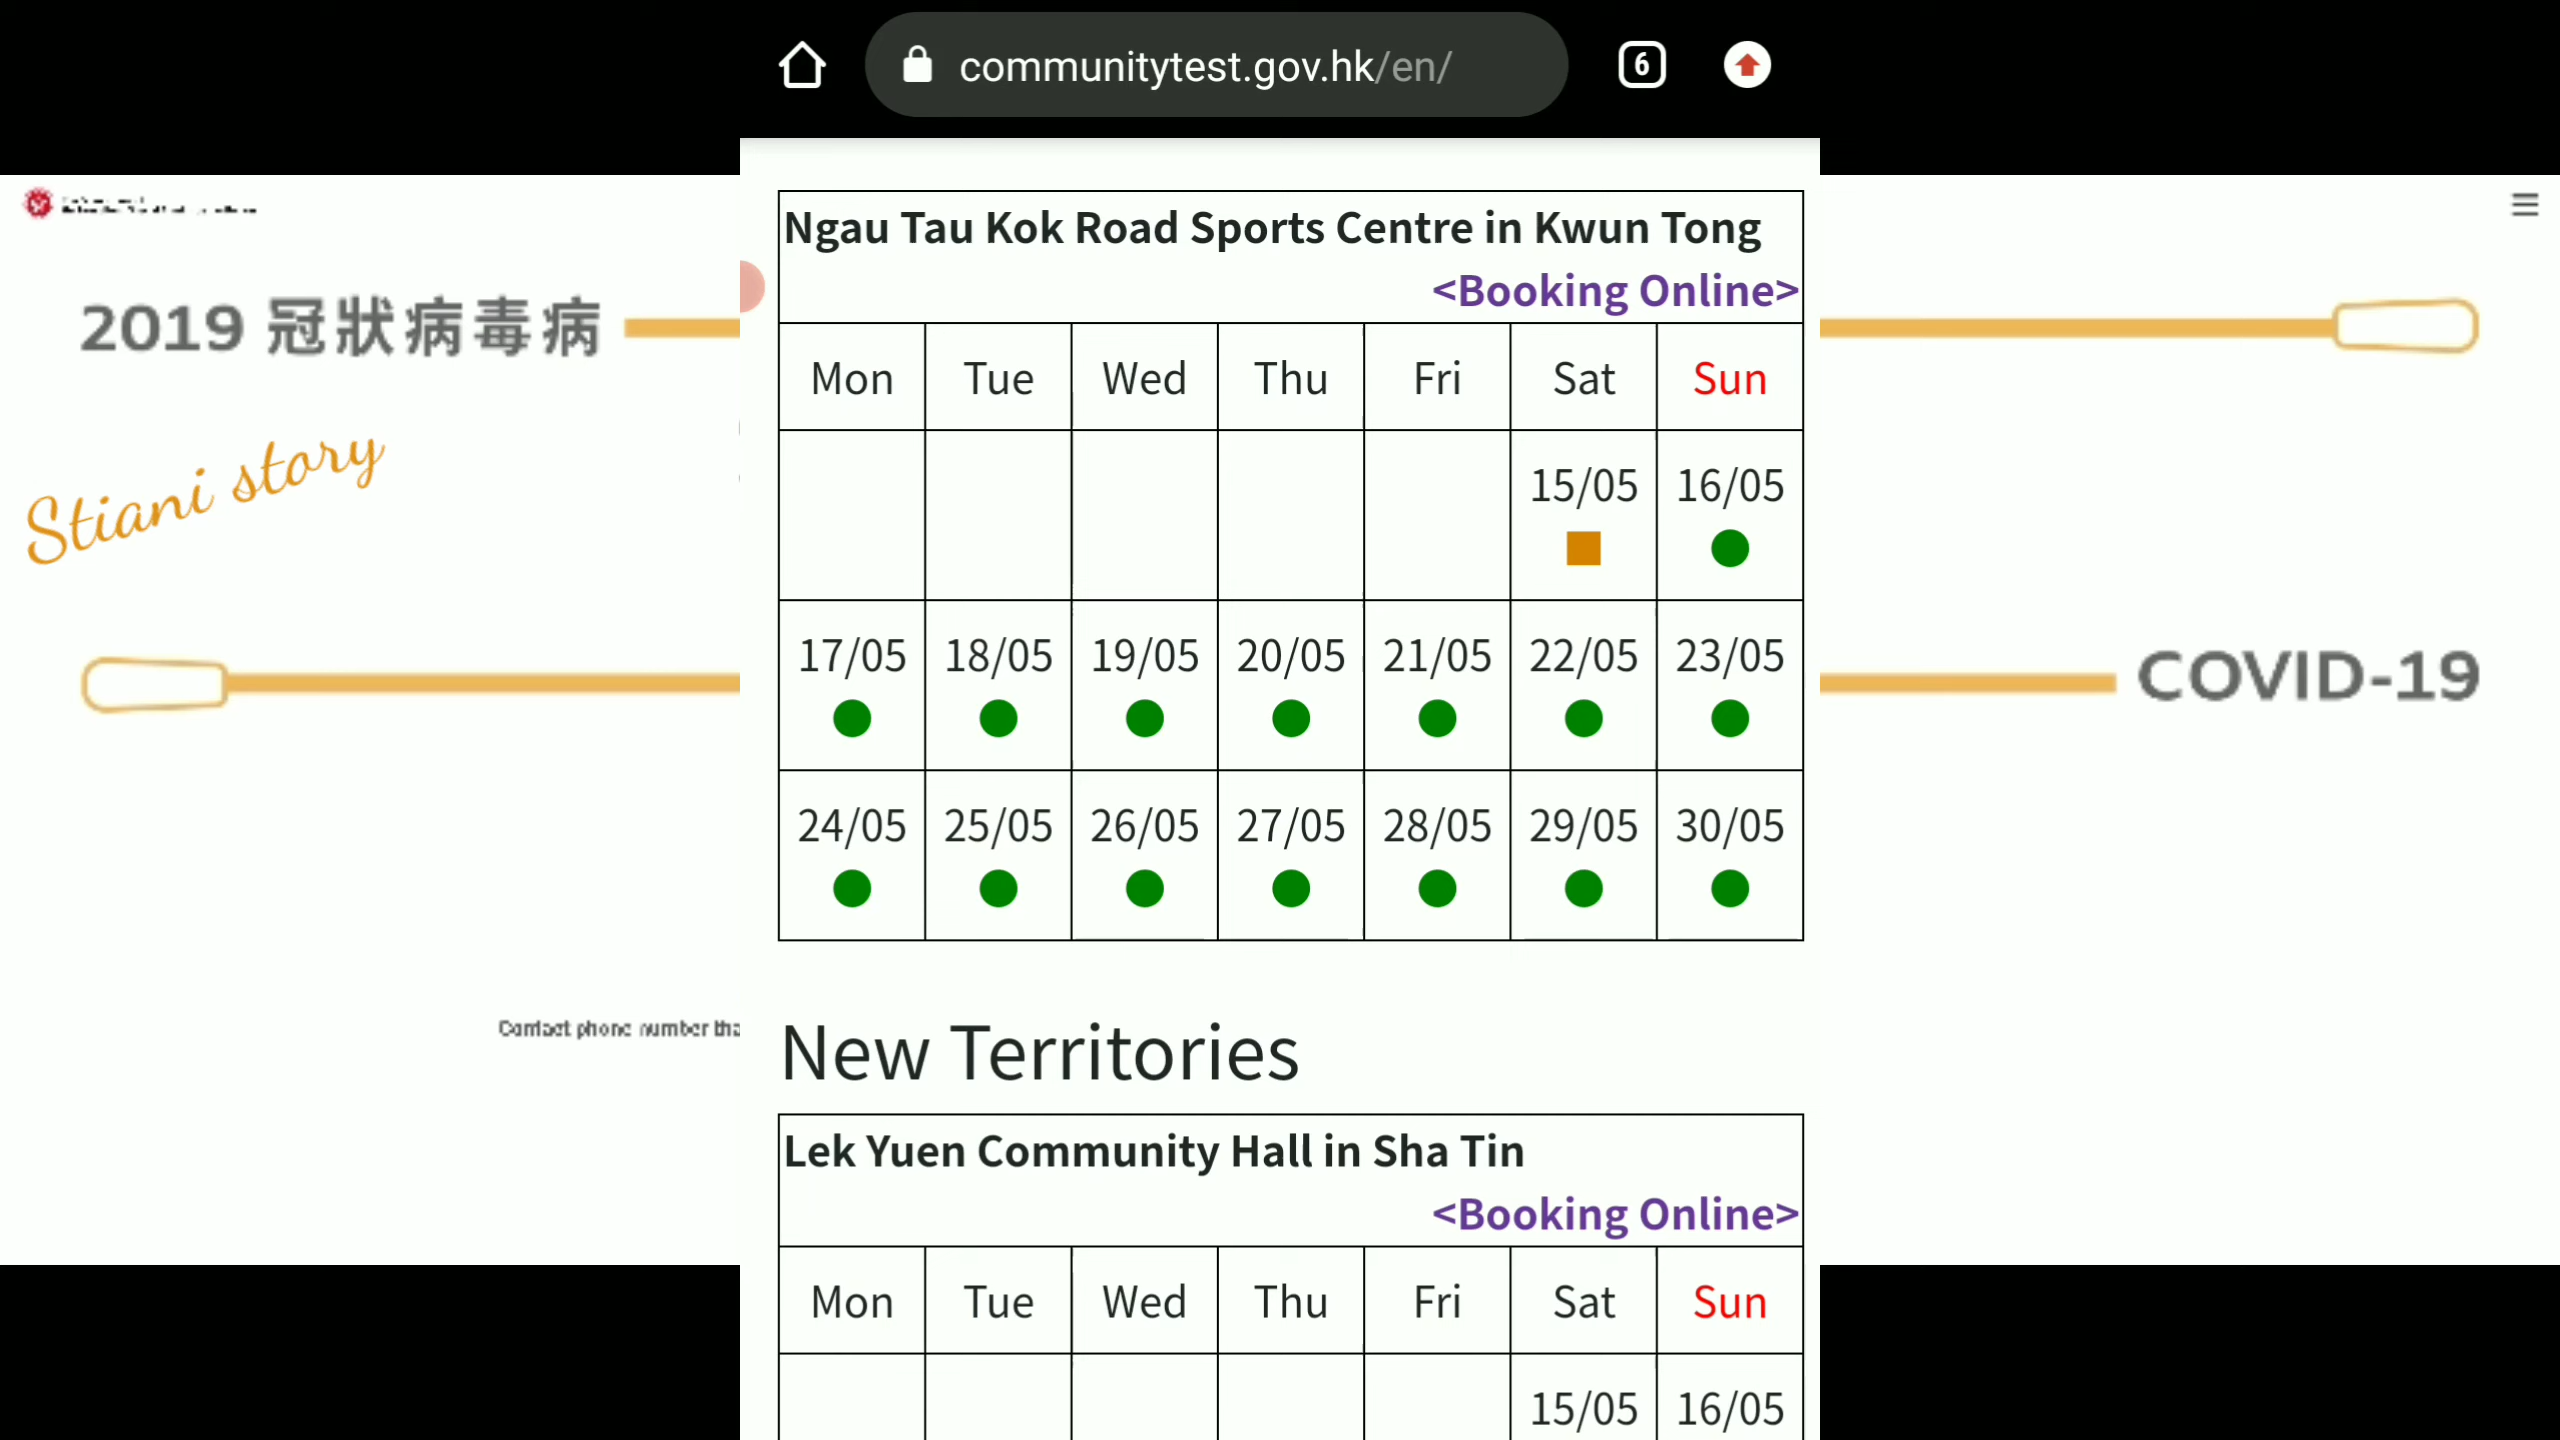 communitytest.gov.hk/en/
6
Ngau Tau Kok Road Sports Centre in Kwun Tong
<Booking Online>
Mon Tue Wed Thu Fri Sat Sun
15/05 16/05
17/05 18/05 19/05 20/05 21/05 22/05 23/05
24/05 25/05 26/05 27/05 28/05 29/05 30/05
New Territories
Lek Yuen Community Hall in Sha Tin
<Booking Online>
Mon Tue Wed Thu Fri Sat Sun
15/05 16/05
2019 冠狀病毒病
Stiani story
COVID-19
Contact phone number tha